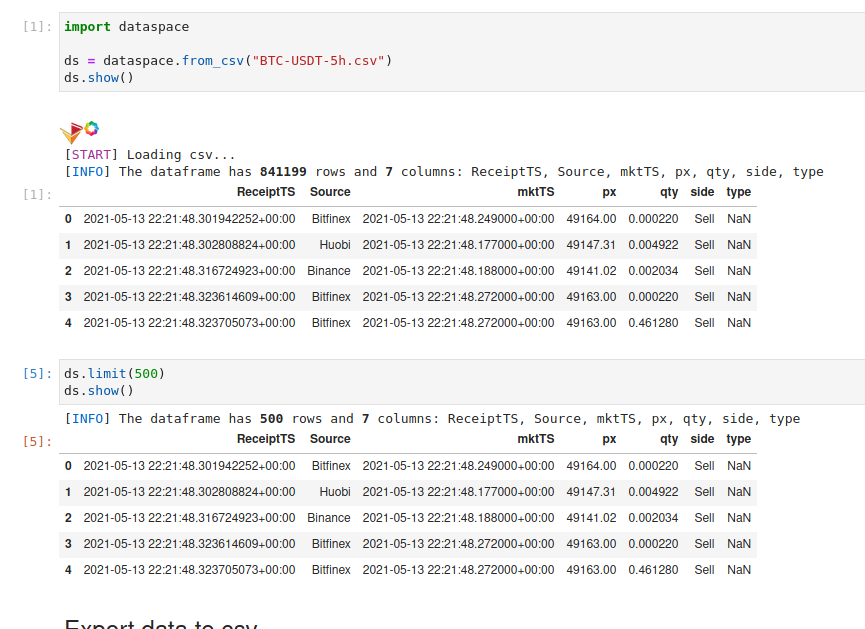 [1]: import dataspace
ds = dataspace.from_csv("BTC-USDT-5h.csv")
ds.show()
[START] Loading csv...
[INFO] The dataframe has 841199 rows and 7 columns: ReceiptTS, Source, mktTS, px, qty, side, type
[1]: ReceiptTS Source mktTS px qty side type
0 2021-05-13 22:21:48.301942252+00:00 Bitfinex 2021-05-13 22:21:48.249000+00:00 49164.00 0.000220 Sell NaN
1 2021-05-13 22:21:48.302808824+00:00 Huobi 2021-05-13 22:21:48.177000+00:00 49147.31 0.004922 Sell NaN
2 2021-05-13 22:21:48.316724923+00:00 Binance 2021-05-13 22:21:48.188000+00:00 49141.02 0.002034 Sell NaN
3 2021-05-13 22:21:48.323614609+00:00 Bitfinex 2021-05-13 22:21:48.272000+00:00 49163.00 0.000220 Sell NaN
4 2021-05-13 22:21:48.323705073+00:00 Bitfinex 2021-05-13 22:21:48.272000+00:00 49163.00 0.461280 Sell NaN
[5]: ds.limit(500)
ds.show()
[INFO] The dataframe has 500 rows and 7 columns: ReceiptTS, Source, mktTS, px, qty, side, type
[5]: ReceiptTS Source mktTS px qty side type
0 2021-05-13 22:21:48.301942252+00:00 Bitfinex 2021-05-13 22:21:48.249000+00:00 49164.00 0.000220 Sell NaN
1 2021-05-13 22:21:48.302808824+00:00 Huobi 2021-05-13 22:21:48.177000+00:00 49147.31 0.004922 Sell NaN
2 2021-05-13 22:21:48.316724923+00:00 Binance 2021-05-13 22:21:48.188000+00:00 49141.02 0.002034 Sell NaN
3 2021-05-13 22:21:48.323614609+00:00 Bitfinex 2021-05-13 22:21:48.272000+00:00 49163.00 0.000220 Sell NaN
4 2021-05-13 22:21:48.323705073+00:00 Bitfinex 2021-05-13 22:21:48.272000+00:00 49163.00 0.461280 Sell NaN
Export data to csv